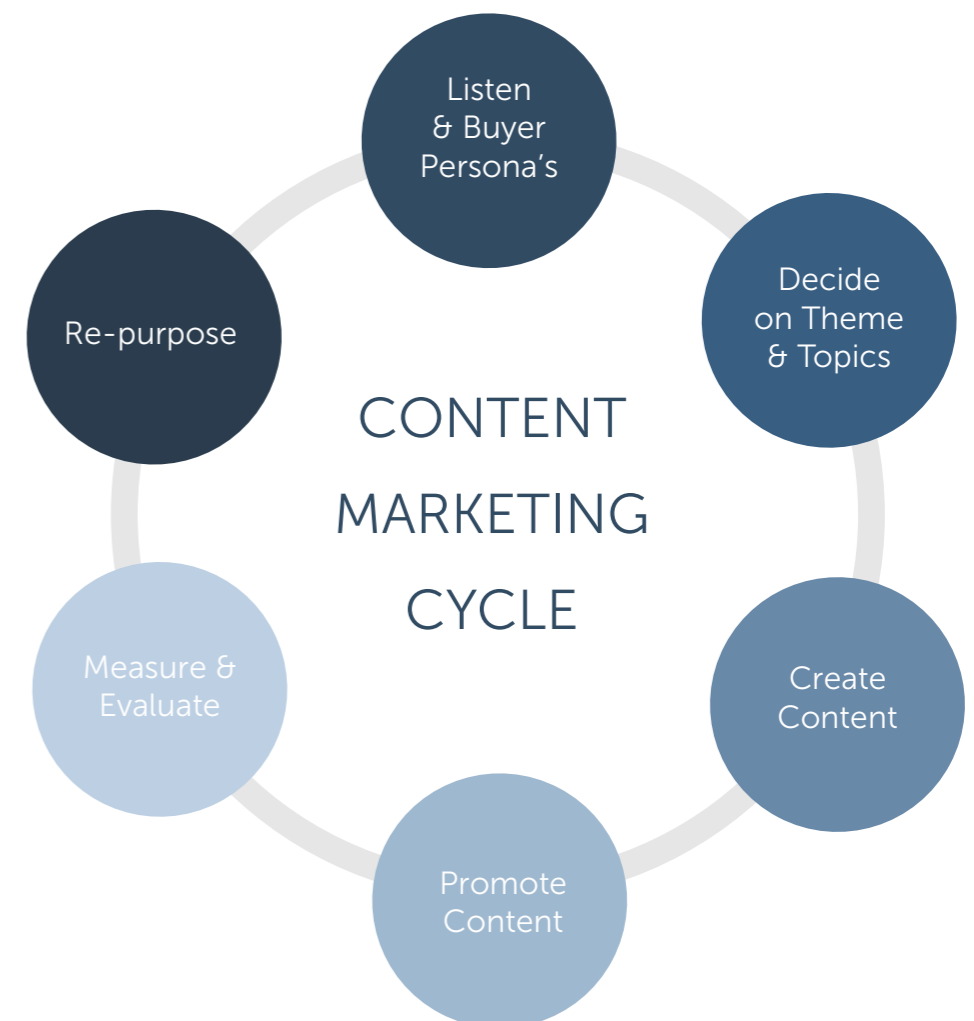 Listen
& Buyer
Persona's
Decide
on Theme
& Topics
Create
Content
Promote
Content
Measure &
Evaluate
Re-purpose
CONTENT
MARKETING
CYCLE